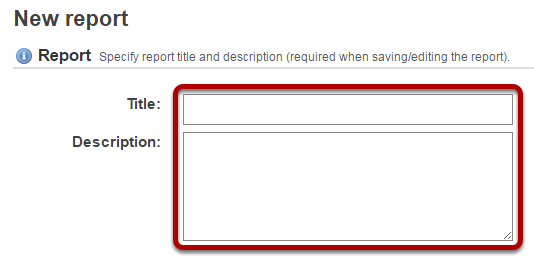 New report
Report Specify report title and description (required when saving/editing the report).
Title:
Description: